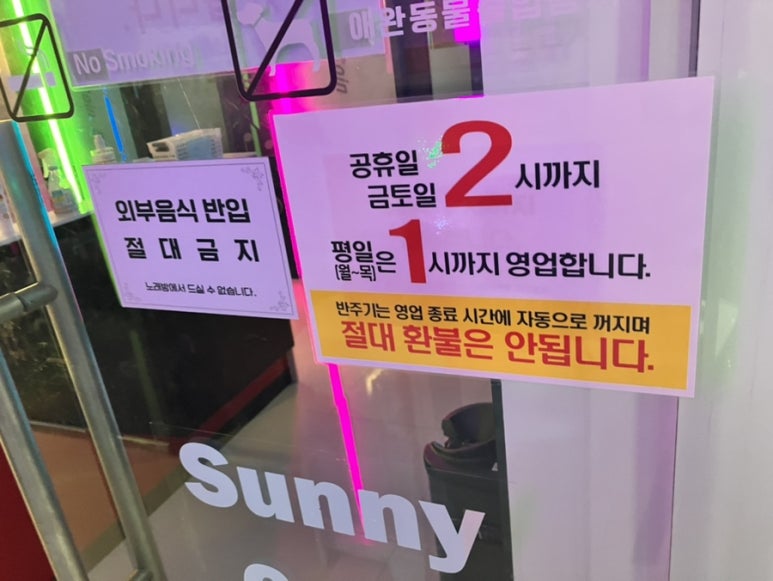 No Smoking
애완동물
외부음식 반입
절대금지
노래방에서 드실 수 없습니다.
공휴일
금토일 2시까지
평일은 1시까지 영업합니다.
(월~목)
반주기는 영업 종료 시간에 자동으로 꺼지며
절대 환불은 안됩니다.
Sunny